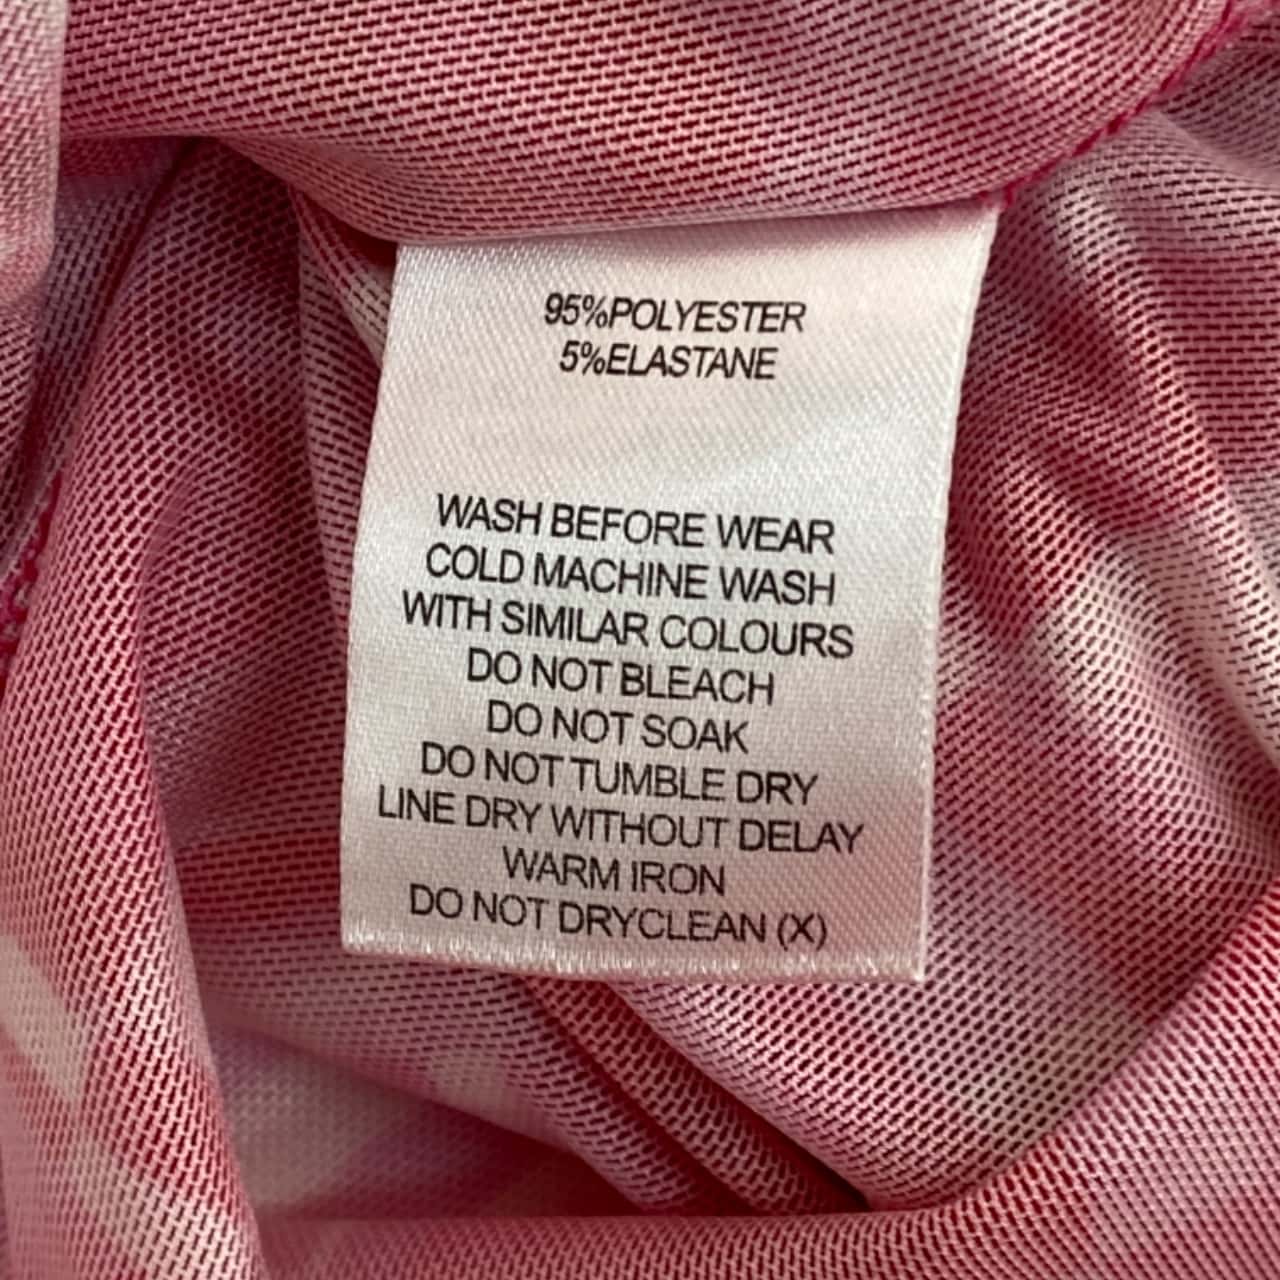 95%POLYESTER
5%ELASTANE
WASH BEFORE WEAR
COLD MACHINE WASH
WITH SIMILAR COLOURS
DO NOT BLEACH
DO NOT SOAK
DO NOT TUMBLE DRY
LINE DRY WITHOUT DELAY
WARM IRON
DO NOT DRYCLEAN (X)